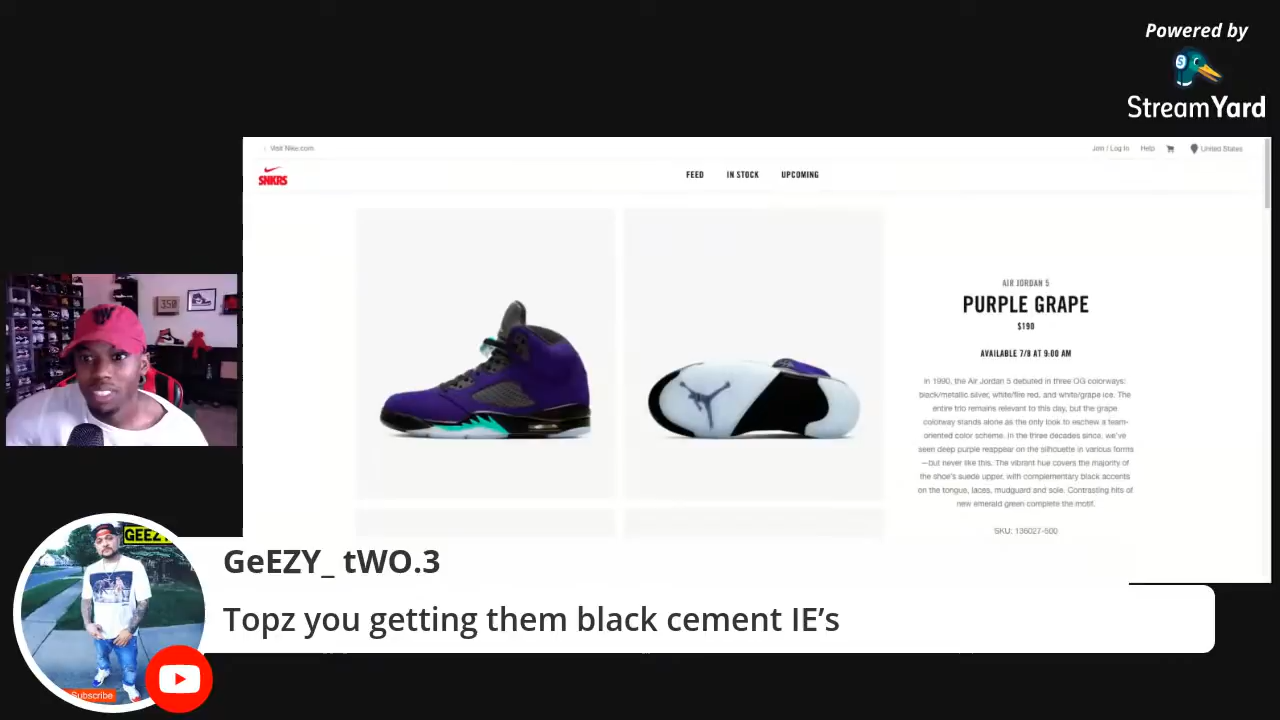 Powered by
StreamYard
Visit Nike.com
Join / Log In
Help
United States
SNKRS
FEED
IN STOCK
UPCOMING
350
AIR JORDAN 5
PURPLE GRAPE
$190
AVAILABLE 7/8 AT 9:00 AM
In 1990, the Air Jordan 5 debuted in three OG colorways:
black/metallic silver, white/fire red, and white/grape ice. The
entire trio remains relevant to this day, but the grape
colorway stands alone as the only look to eschew a team-
oriented color scheme. In the three decades since, we've
seen deep purple reappear on the silhouette in various forms
—but never like this. The vibrant hue covers the majority of
the shoe's suede upper, with complementary black accents
on the tongue, laces, mudguard and sole. Contrasting hits of
new emerald green complete the motif.
SKU: 136027-500
GEEZY
GeEZY_ tWO.3
Topz you getting them black cement IE’s
Subscribe